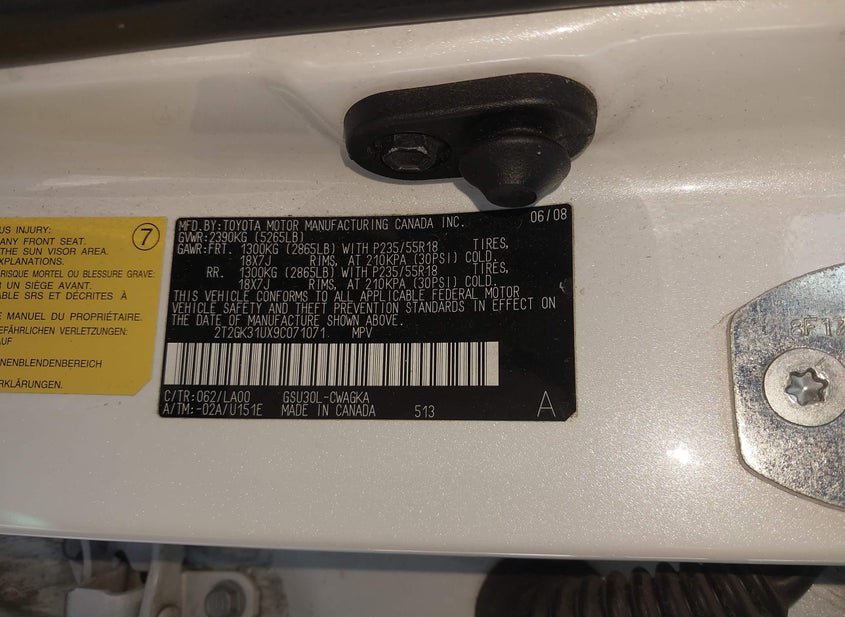 US INJURY:
ANY FRONT SEAT.
THE SUN VISOR AREA.
EXPLANATIONS.
RISQUE MORTEL OU BLESSURE GRAVE:
UN SIEGE AVANT.
ABLE SRS ET DÉCRITES À
E MANUEL DU PROPRIÉTAIRE.
EFÄHRLICHEN VERLETZUNGEN:
NENBLENDENBEREICH
ERKLÄRUNGEN.
7
MFD.BY:TOYOTA MOTOR MANUFACTURING CANADA INC. 06/08
GVWR:2390KG (5265LB)
GAWR:FRT. 1300KG (2865LB) WITH P235/55R18 TIRES,
18X7J RIMS, AT 210KPA (30PSI) COLD.
RR. 1300KG (2865LB) WITH P235/55R18 TIRES,
18X7J RIMS, AT 210KPA (30PSI) COLD.
THIS VEHICLE CONFORMS TO ALL APPLICABLE FEDERAL MOTOR
VEHICLE SAFETY AND THEFT PREVENTION STANDARDS IN EFFECT ON
THE DATE OF MANUFACTURE SHOWN ABOVE.
2T2GK31UX9C071071 MPV
C/TR:062/LA00 GSU30L-CWAGKA
A/TM:-02A/U151E MADE IN CANADA 513 A